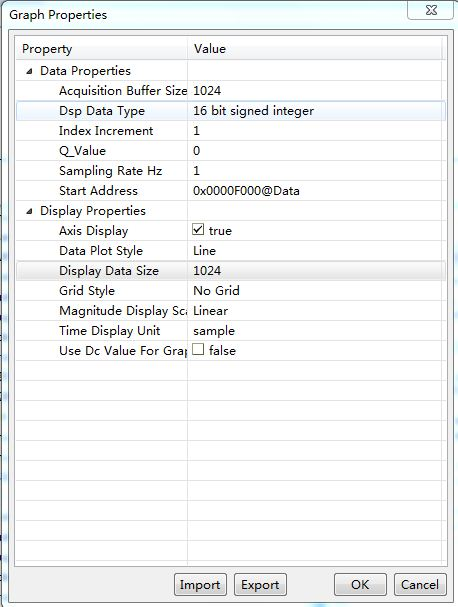 Graph Properties
Property Value
Data Properties
Acquisition Buffer Size 1024
Dsp Data Type 16 bit signed integer
Index Increment 1
Q_Value 0
Sampling Rate Hz 1
Start Address 0x0000F000@Data
Display Properties
Axis Display true
Data Plot Style Line
Display Data Size 1024
Grid Style No Grid
Magnitude Display Sca Linear
Time Display Unit sample
Use Dc Value For Grap false
Import Export OK Cancel